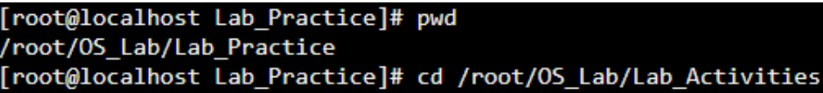 [root@localhost Lab_Practice]# pwd
/root/OS_Lab/Lab_Practice
[root@localhost Lab_Practice]# cd /root/OS_Lab/Lab_Activities